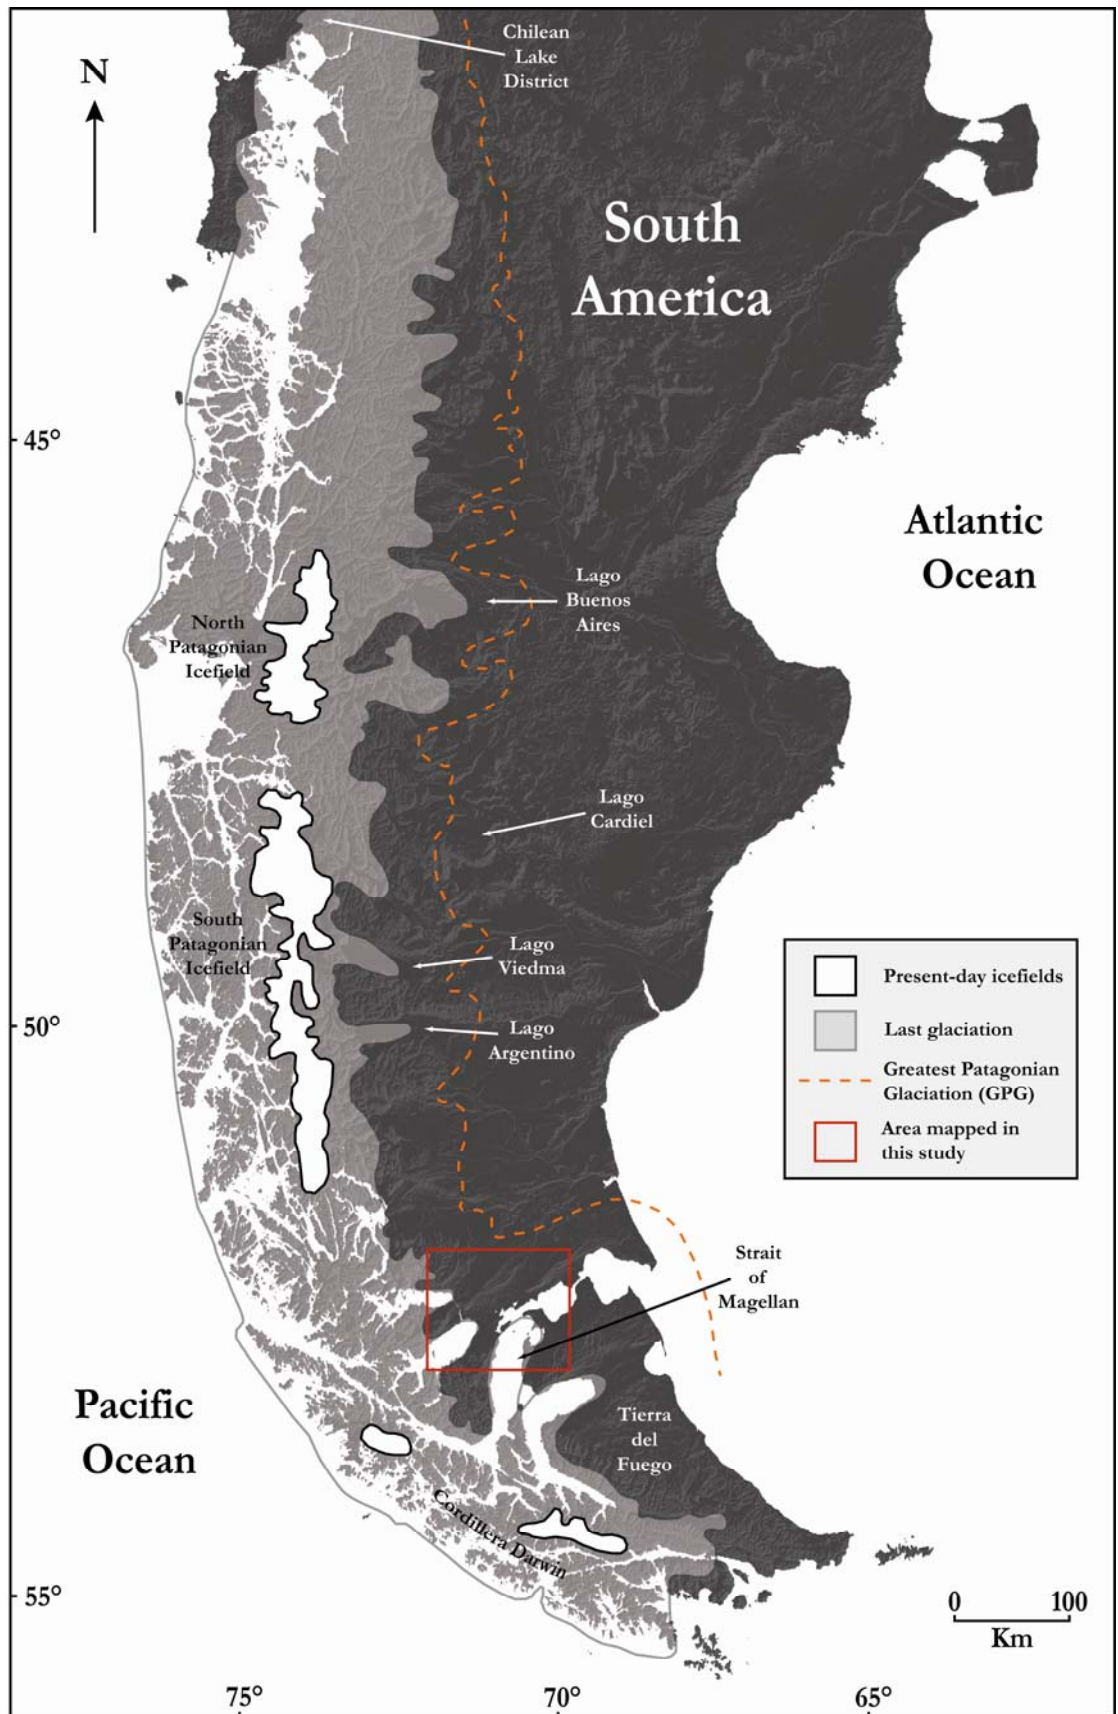 Chilean
Lake
District
N
South
America
45°
Atlantic
Ocean
Lago
Buenos
Aires
North
Patagonian
Icefield
Lago
Cardiel
South
Patagonian
Icefield
Lago
Viedma
50°
Lago
Argentino
Present-day icefields
Last glaciation
Greatest Patagonian
Glaciation (GPG)
Area mapped in
this study
Strait
of
Magellan
Pacific
Ocean
Tierra
del
Fuego
Cordillera Darwin
55°
0 100
Km
75° 70° 65°